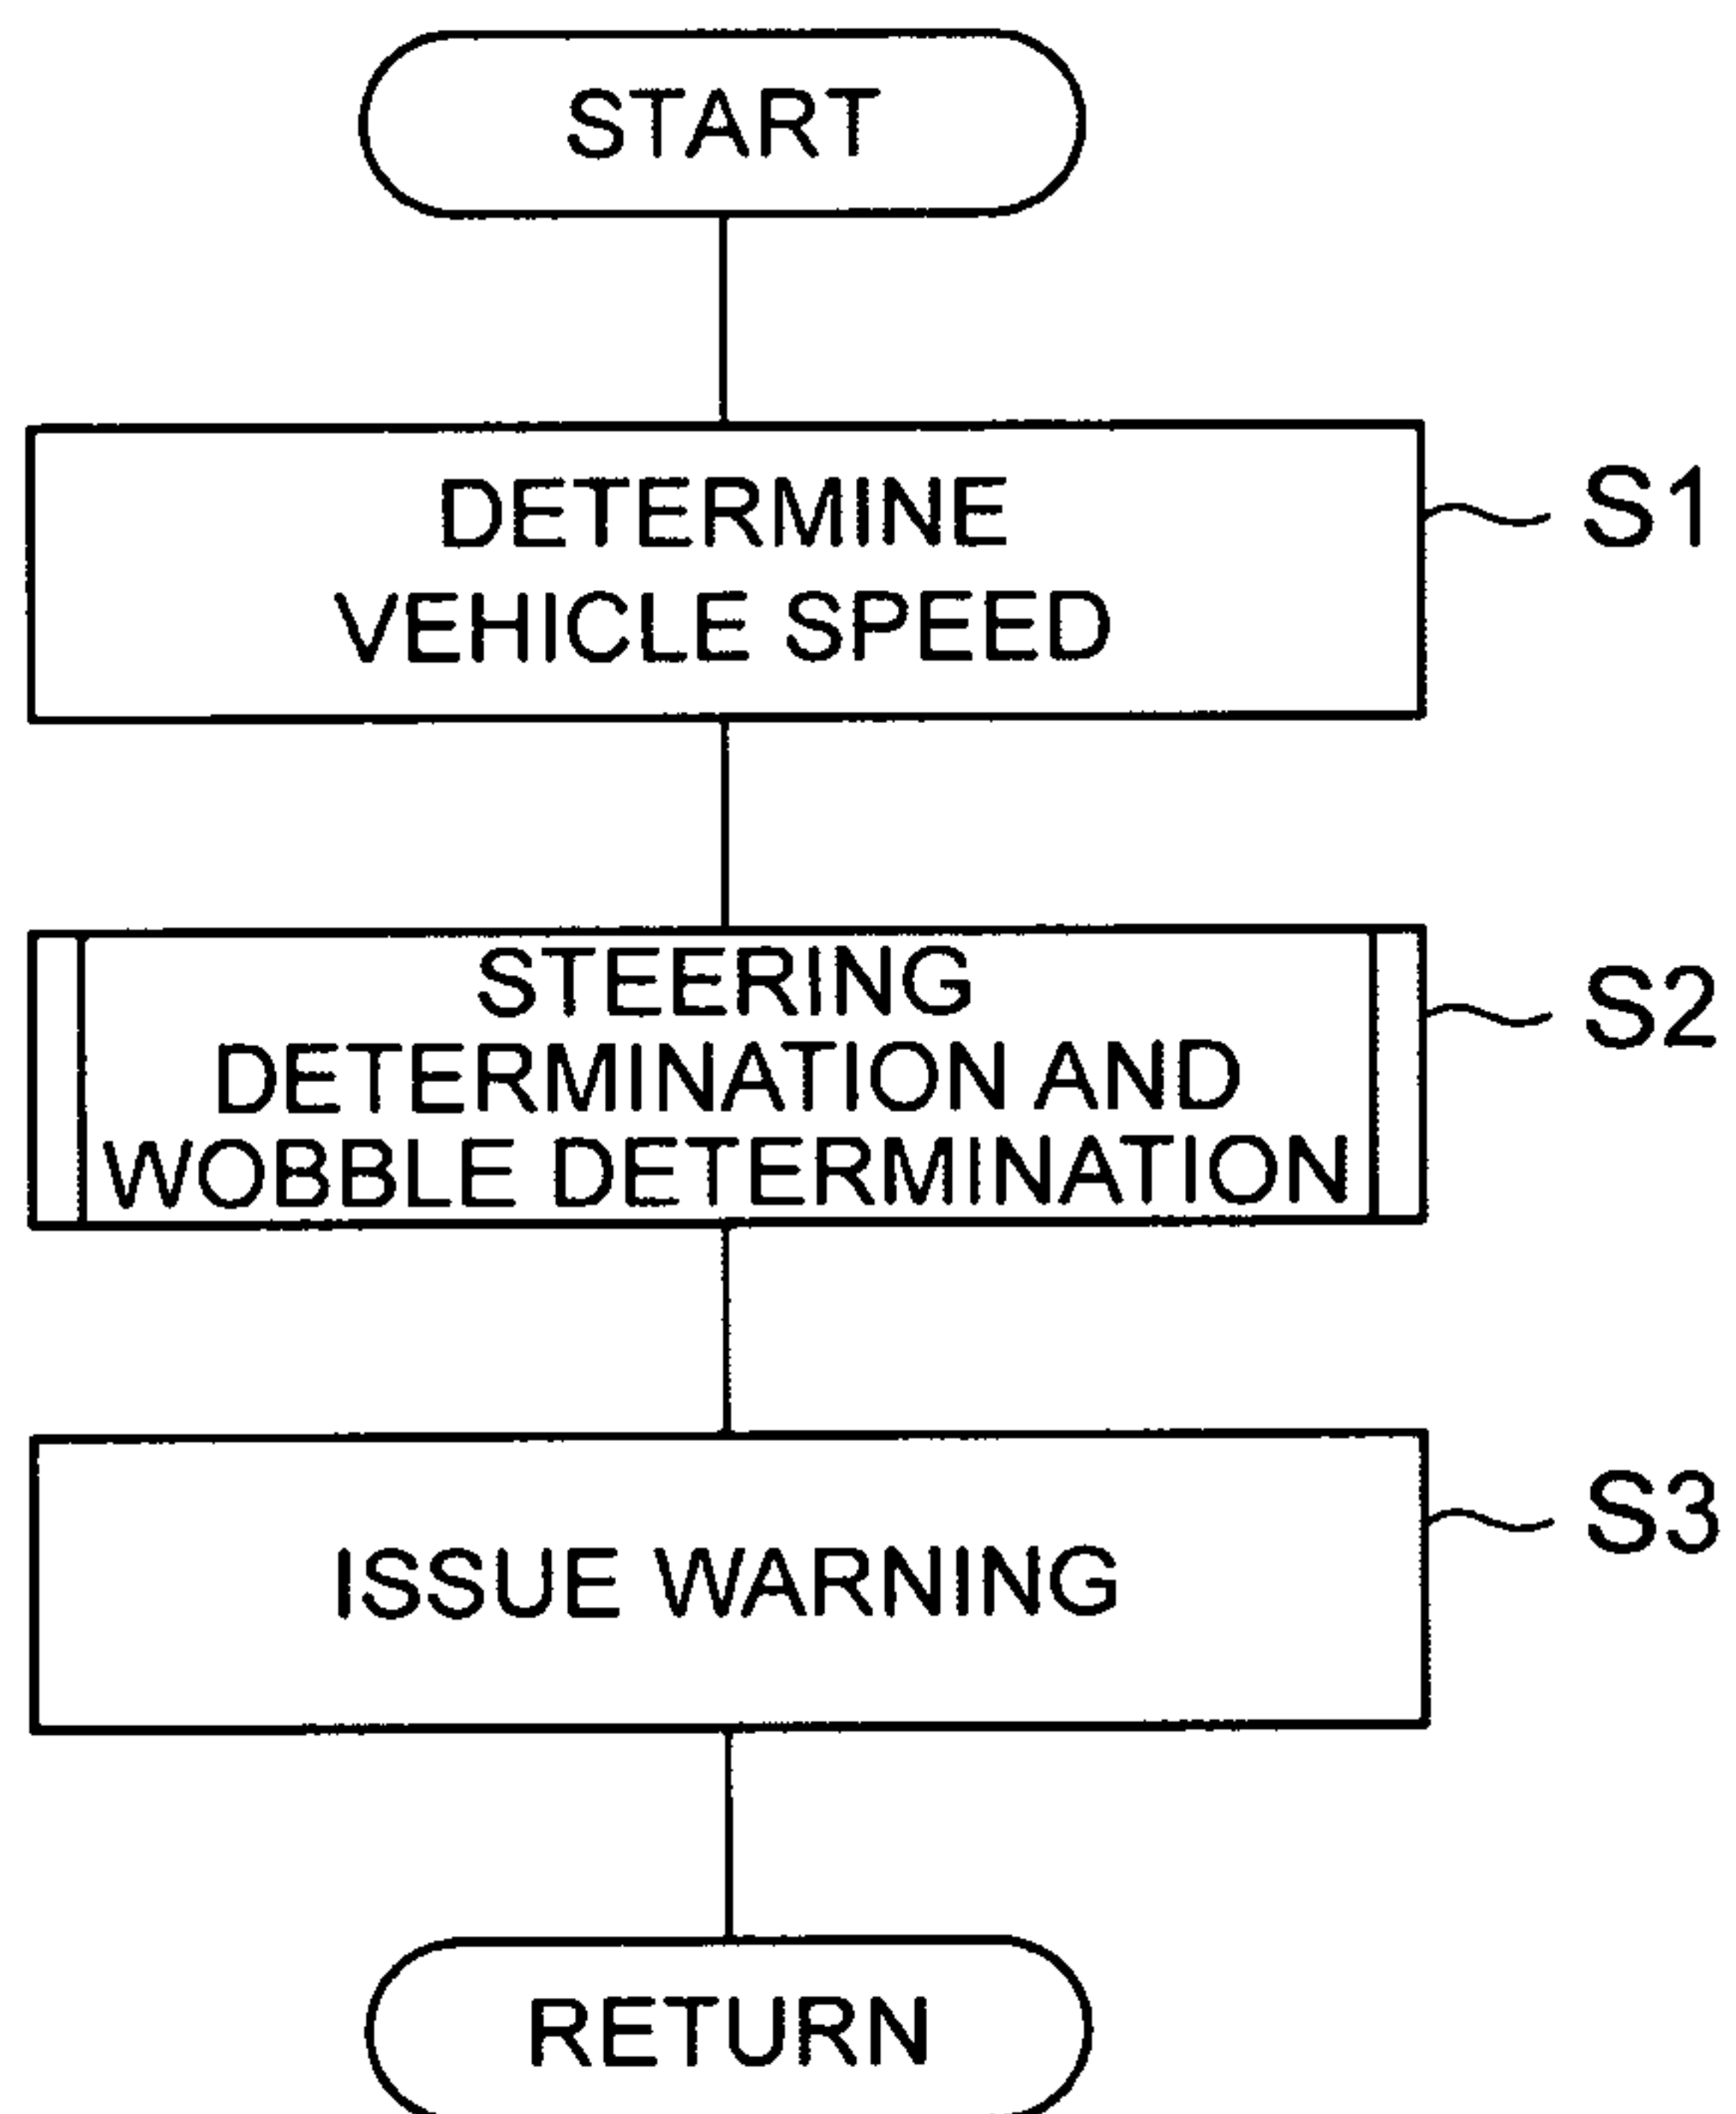 START
DETERMINE
VEHICLE SPEED
S1
STEERING
DETERMINATION AND
WOBBLE DETERMINATION
S2
ISSUE WARNING
S3
RETURN